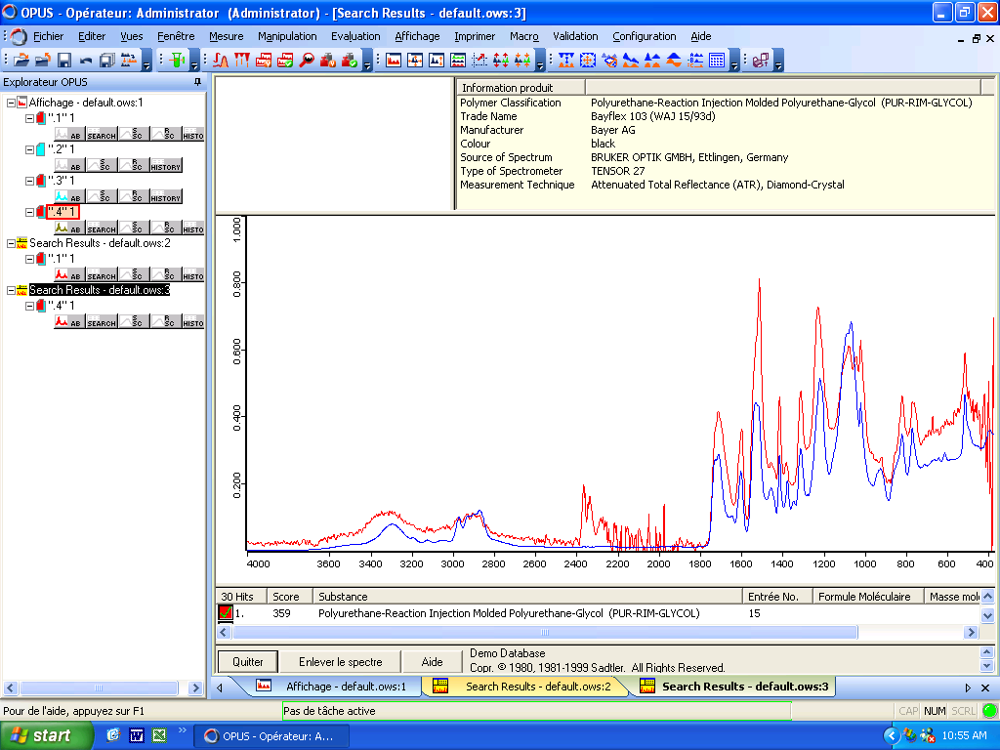 OPUS - Opérateur: Administrator (Administrator) - [Search Results - default.ows:3]
Fichier Editer Vues Fenêtre Mesure Manipulation Evaluation Affichage Imprimer Macro Validation Configuration Aide
Explorateur OPUS
Affichage - default.ows:1
".1" 1
AB SEARCH SC SC HISTO
".2" 1
AB SC SC HISTORY
".3" 1
AB SC SC HISTORY
".4" 1
AB SEARCH SC SC HISTO
Search Results - default.ows:2
".1" 1
AB SEARCH SC SC HISTO
Search Results - default.ows:3
".4" 1
AB SEARCH SC SC HISTO
Information produit
Polymer Classification Polyurethane-Reaction Injection Molded Polyurethane-Glycol (PUR-RIM-GLYCOL)
Trade Name Bayflex 103 (WAJ 15/93d)
Manufacturer Bayer AG
Colour black
Source of Spectrum BRUKER OPTIK GMBH, Ettlingen, Germany
Type of Spectrometer TENSOR 27
Measurement Technique Attenuated Total Reflectance (ATR), Diamond-Crystal
1.000
0.800
0.600
0.400
0.200
4000 3600 3400 3200 3000 2800 2600 2400 2200 2000 1800 1600 1400 1200 1000 800 600 400
30 Hits Score Substance Entrée No. Formule Moléculaire Masse molé
1. 359 Polyurethane-Reaction Injection Molded Polyurethane-Glycol (PUR-RIM-GLYCOL) 15
Quitter Enlever le spectre Aide
Demo Database
Copr. © 1980, 1981-1999 Sadtler. All Rights Reserved.
Affichage - default.ows:1 Search Results - default.ows:2 Search Results - default.ows:3
Pour de l'aide, appuyez sur F1 Pas de tâche active CAP NUM SCRL
start OPUS - Opérateur: A... 10:55 AM